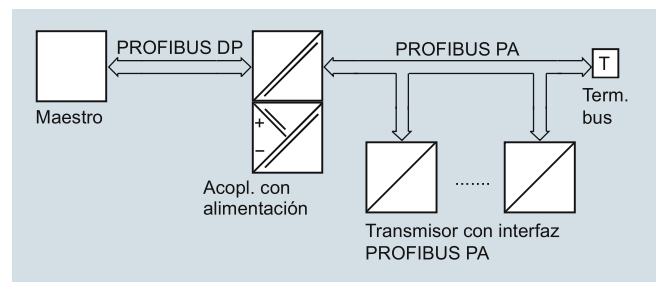 PROFIBUS DP
PROFIBUS PA
T
Maestro
Term.
bus
+
–
Acopl. con
alimentación
.......
Transmisor con interfaz
PROFIBUS PA